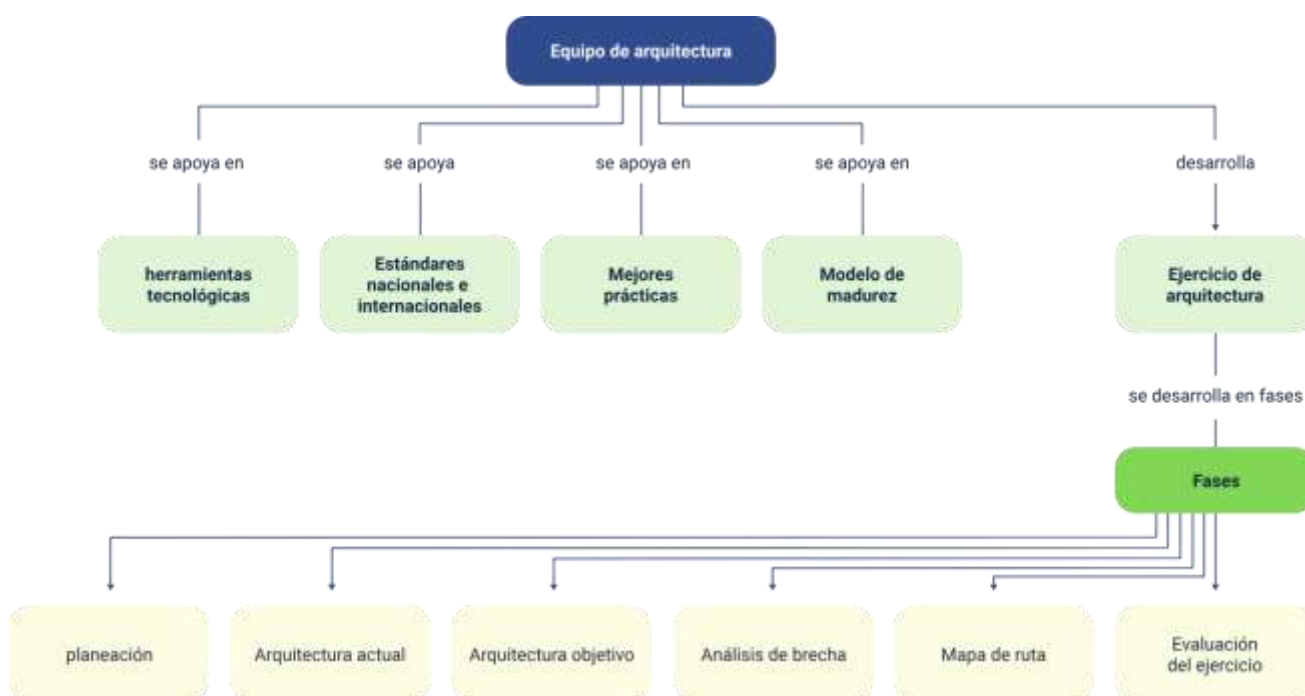 Equipo de arquitectura
se apoya en
se apoya
se apoya en
se apoya en
desarrolla
herramientas
tecnológicas
Estándares
nacionales e
internacionales
Mejores
prácticas
Modelo de
madurez
Ejercicio de
arquitectura
se desarrolla en fases
Fases
planeación
Arquitectura actual
Arquitectura objetivo
Análisis de brecha
Mapa de ruta
Evaluación
del ejercicio